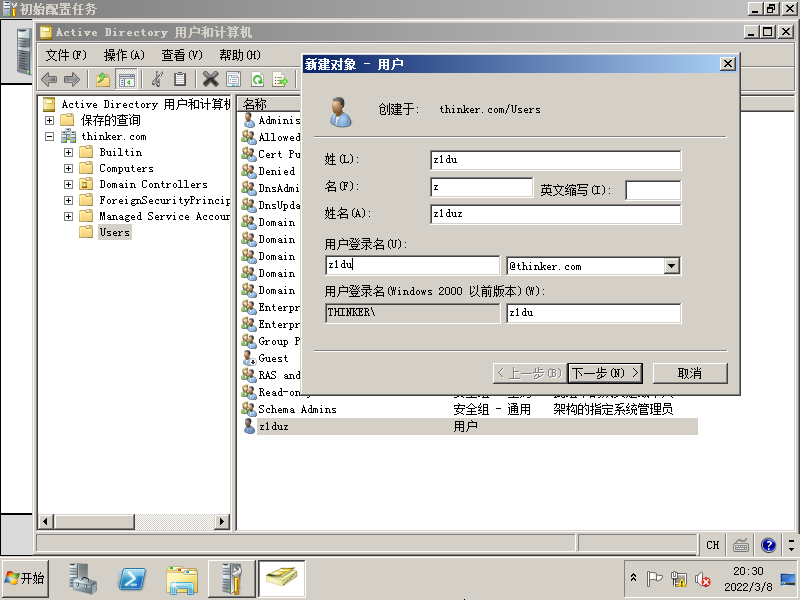 初始配置任务
Active Directory 用户和计算机
文件(F) 操作(A) 查看(V) 帮助(H)
Active Directory 用户和计算机
保存的查询
thinker.com
Builtin
Computers
Domain Controllers
ForeignSecurityPrincip
Managed Service Accoun
Users
名称
Adminis
Allowed
Cert Pu
Denied
DnsAdmi
DnsUpda
Domain
Domain
Domain
Domain
Domain
Enterpr
Enterpr
Group P
Guest
RAS and
Read-only
Schema Admins 安全组 - 通用 架构的指定系统管理员
z1duz 用户
新建对象 - 用户
创建于: thinker.com/Users
姓(L): z1du
名(F): z 英文缩写(I):
姓名(A): z1duz
用户登录名(U):
z1du @thinker.com
用户登录名(Windows 2000 以前版本)(W):
THINKER\ z1du
< 上一步(B) 下一步(N) > 取消
CH
开始
20:30
2022/3/8